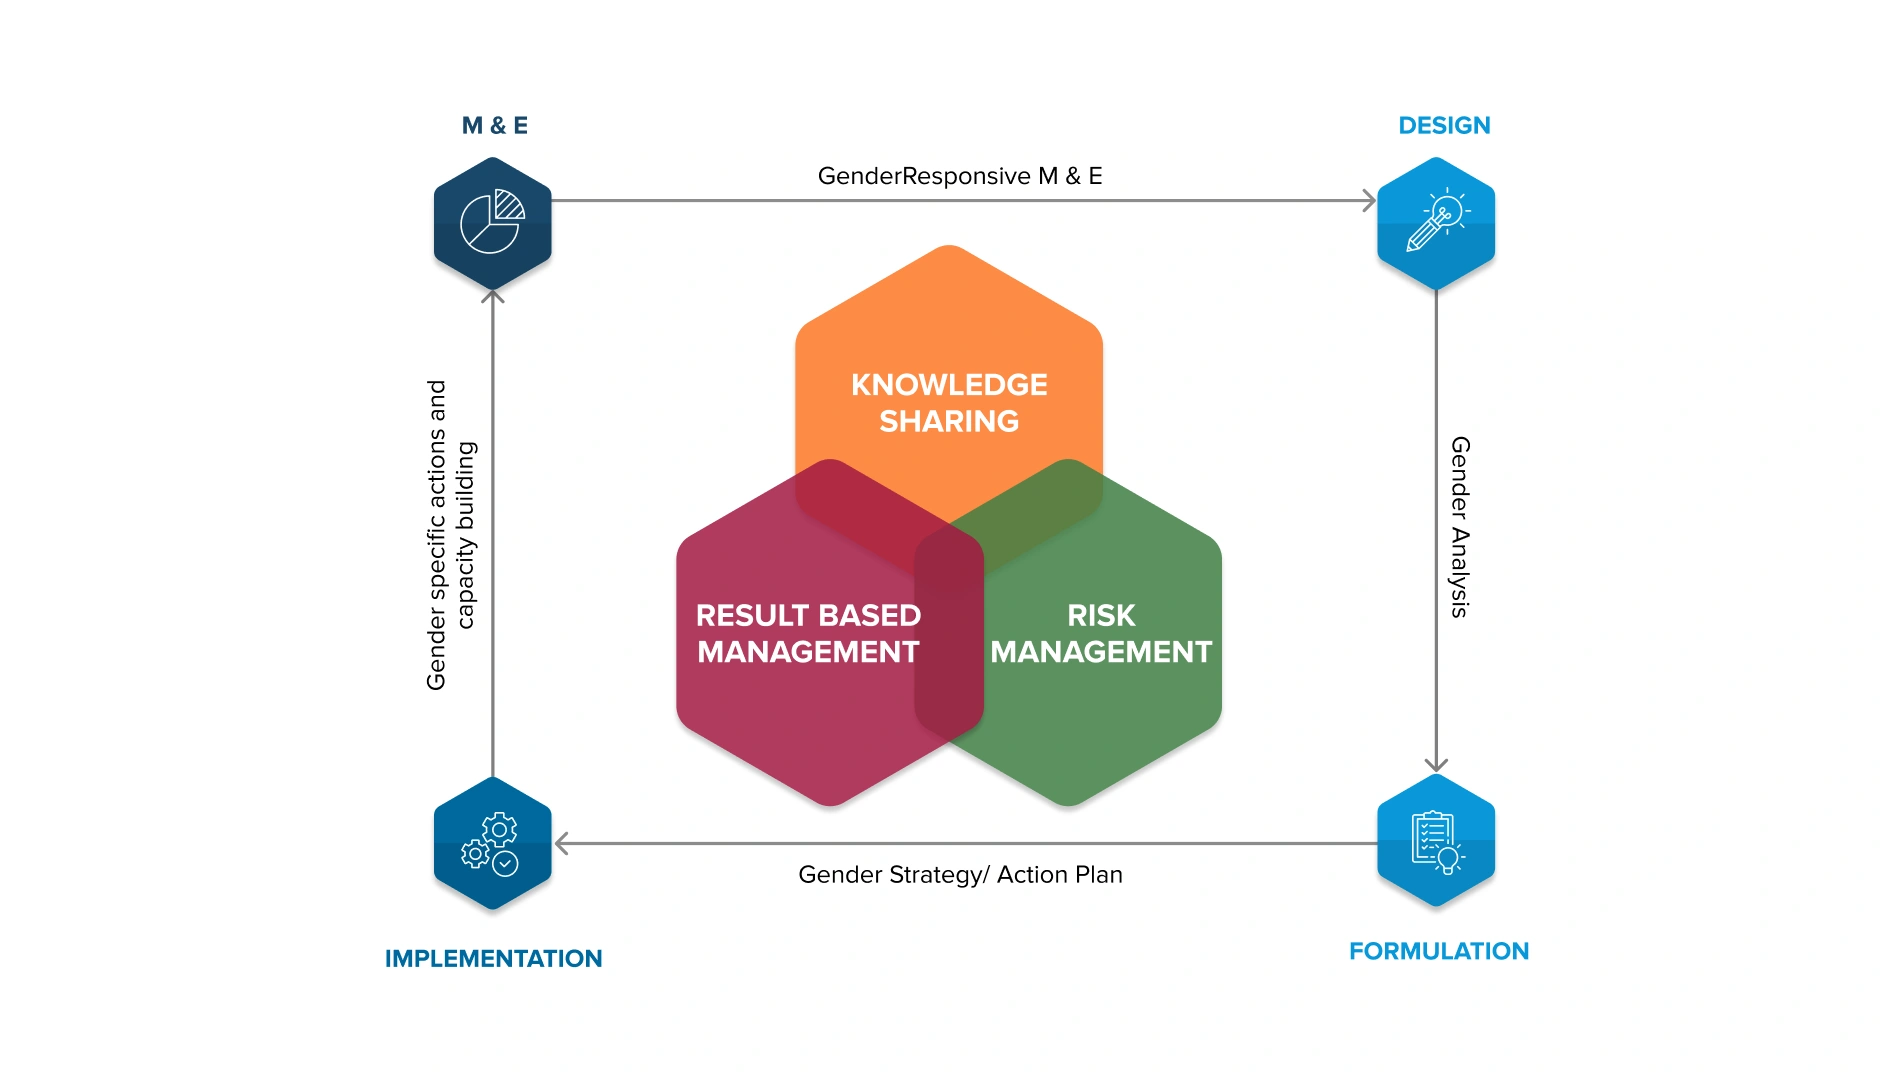 M & E
DESIGN
GenderResponsive M & E
KNOWLEDGE
SHARING
Gender specific actions and
capacity building
Gender Analysis
RESULT BASED
MANAGEMENT
RISK
MANAGEMENT
Gender Strategy/ Action Plan
IMPLEMENTATION
FORMULATION